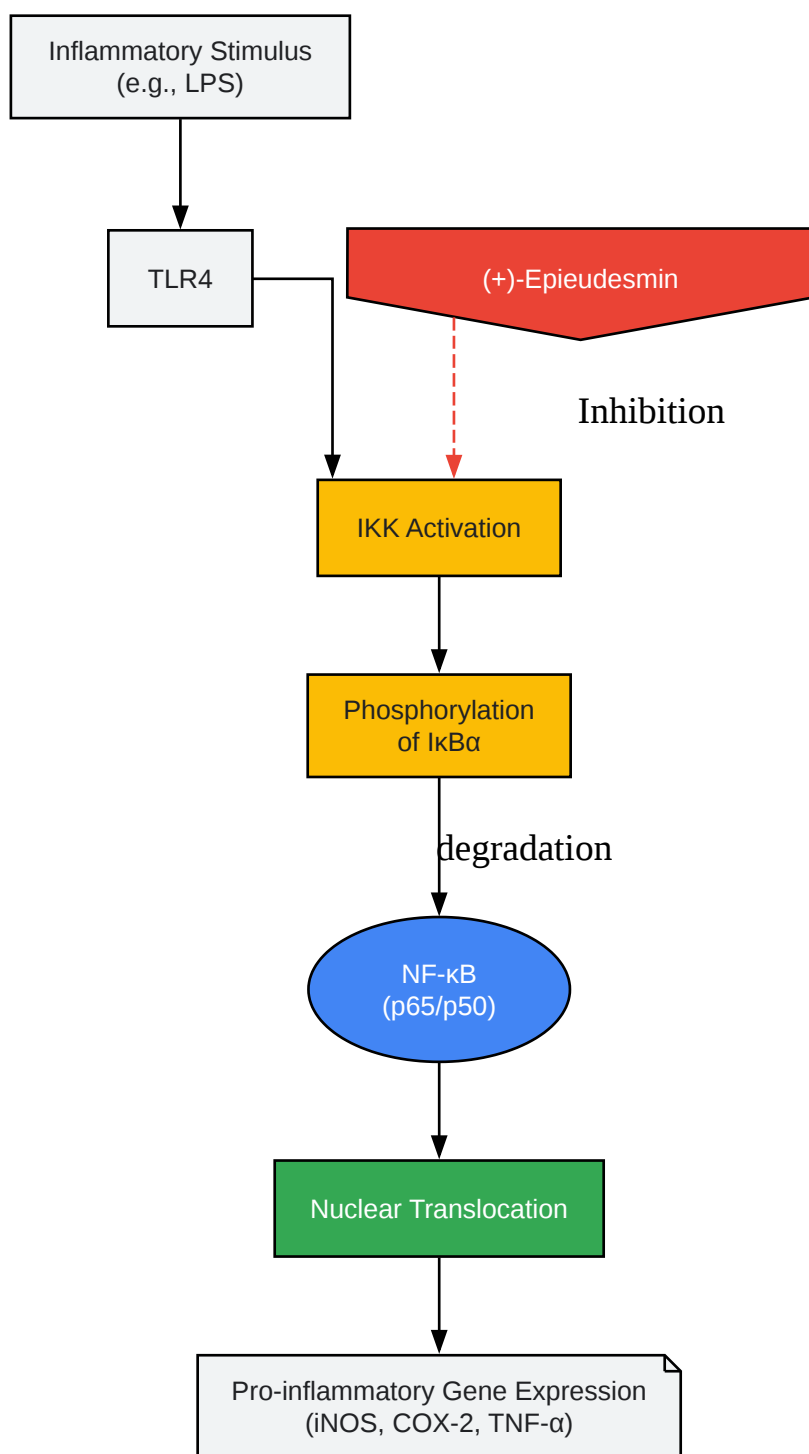 Inflammatory Stimulus
(e.g., LPS)
TLR4
(+)-Epieudesmin
Inhibition
IKK Activation
Phosphorylation
of IκBα
degradation
NF-κB
(p65/p50)
Nuclear Translocation
Pro-inflammatory Gene Expression
(iNOS, COX-2, TNF-α)